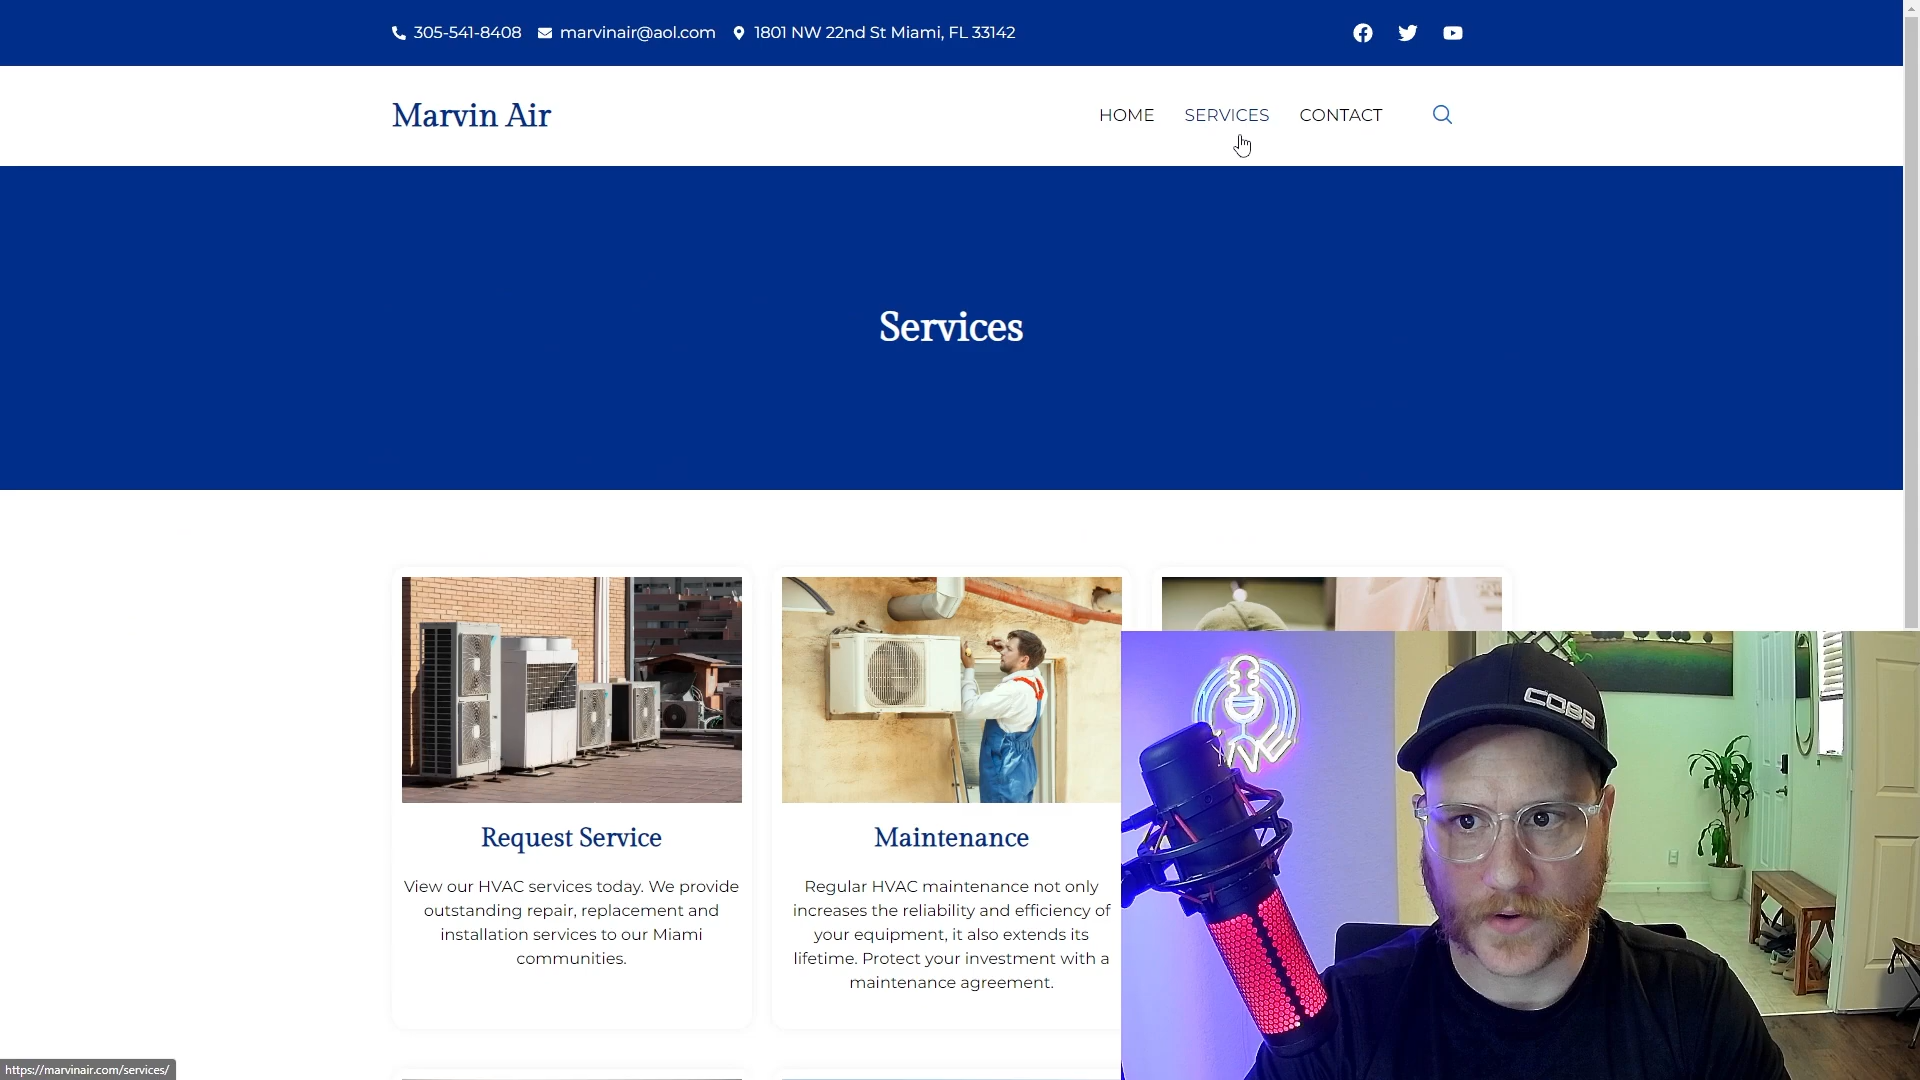 305-541-8408 marvinair@aol.com 1801 NW 22nd St Miami, FL 33142
Marvin Air HOME SERVICES CONTACT
Services
Request Service
View our HVAC services today. We provide
outstanding repair, replacement and
installation services to our Miami
communities.
Maintenance
Regular HVAC maintenance not only
increases the reliability and efficiency of
your equipment, it also extends its
lifetime. Protect your investment with a
maintenance agreement.
COBB
https://marvinair.com/services/